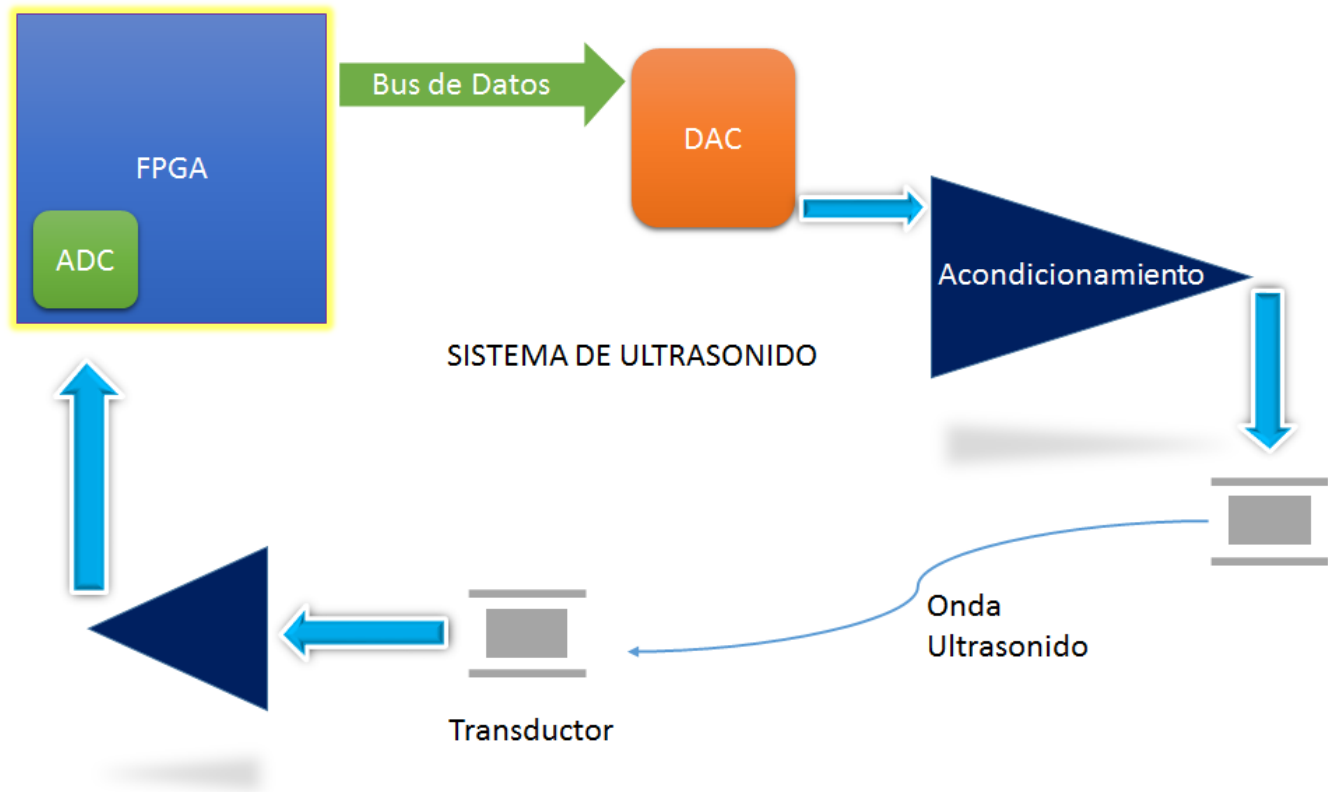 Bus de Datos
DAC
FPGA
ADC
Acondicionamiento
SISTEMA DE ULTRASONIDO
Onda
Ultrasonido
Transductor